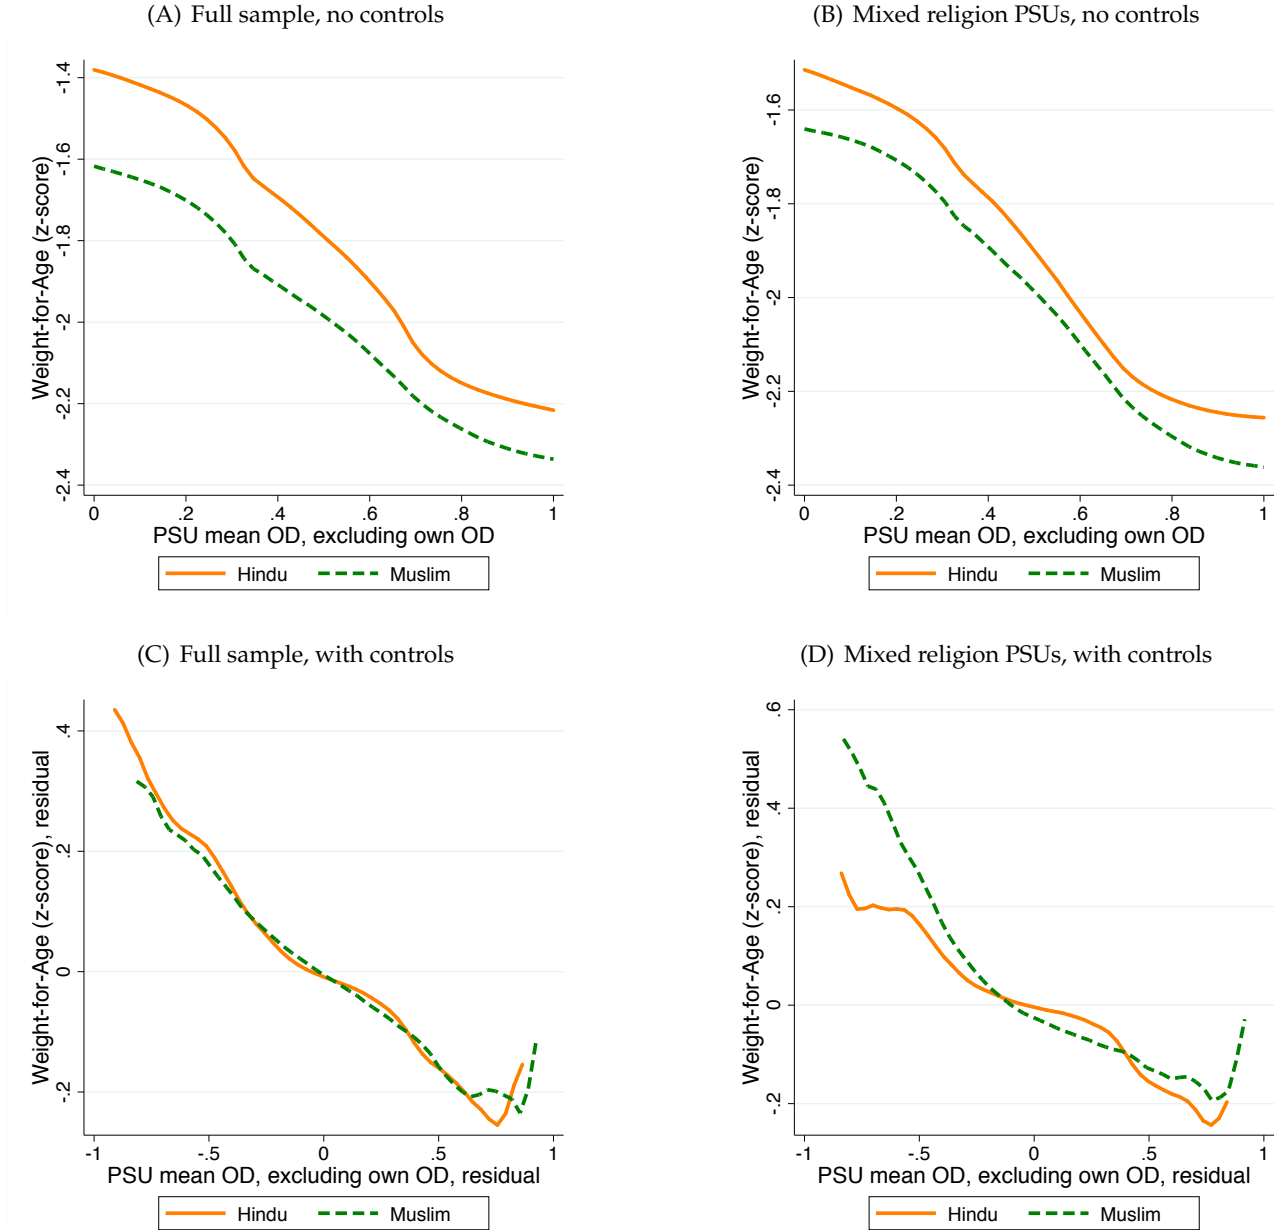 (A) Full sample, no controls
Weight-for-Age (z-score)
-1.4
-1.6
-1.8
-2
-2.2
-2.4
0 .2 .4 .6 .8 1
PSU mean OD, excluding own OD
Hindu Muslim
(B) Mixed religion PSUs, no controls
Weight-for-Age (z-score)
-1.6
-1.8
-2
-2.2
-2.4
0 .2 .4 .6 .8 1
PSU mean OD, excluding own OD
Hindu Muslim
(C) Full sample, with controls
Weight-for-Age (z-score), residual
.4
.2
0
-.2
-1 -.5 0 .5 1
PSU mean OD, excluding own OD, residual
Hindu Muslim
(D) Mixed religion PSUs, with controls
Weight-for-Age (z-score), residual
.6
.4
.2
0
-.2
-1 -.5 0 .5 1
PSU mean OD, excluding own OD, residual
Hindu Muslim